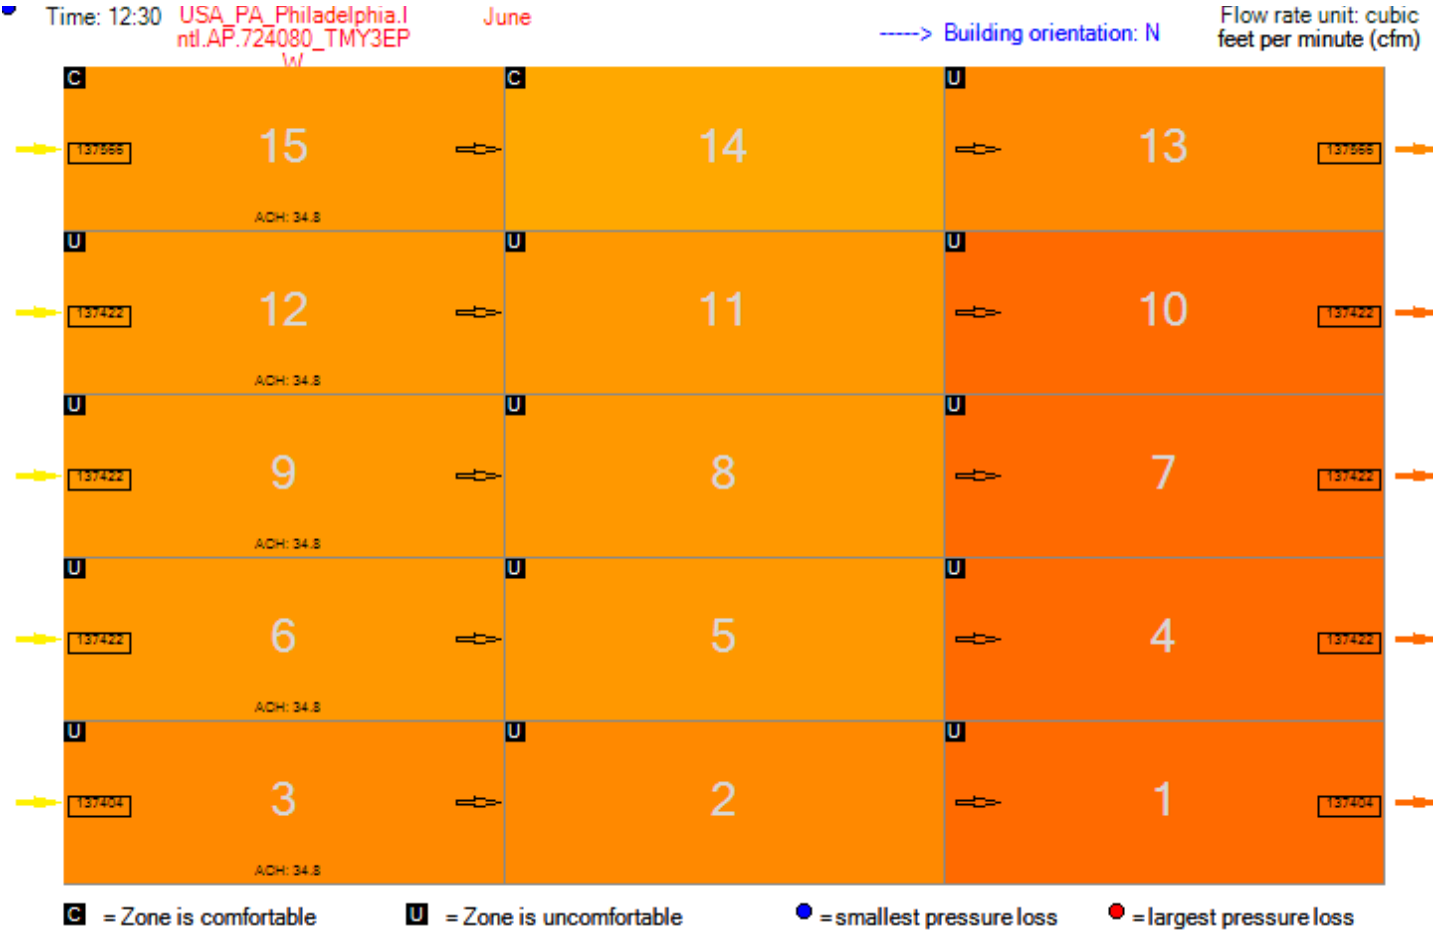 Time: 12:30
USA_PA_Philadelphia.I
ntl.AP.724080_TMY3EP
W
June
-----> Building orientation: N
Flow rate unit: cubic
feet per minute (cfm)
C C U
137566 15 14 13 137566
ACH: 34.8
U U U
137422 12 11 10 137422
ACH: 34.8
U U U
137422 9 8 7 137422
ACH: 34.8
U U U
137422 6 5 4 137422
ACH: 34.8
U U U
137404 3 2 1 137404
ACH: 34.8
C = Zone is comfortable U = Zone is uncomfortable = smallest pressure loss = largest pressure loss